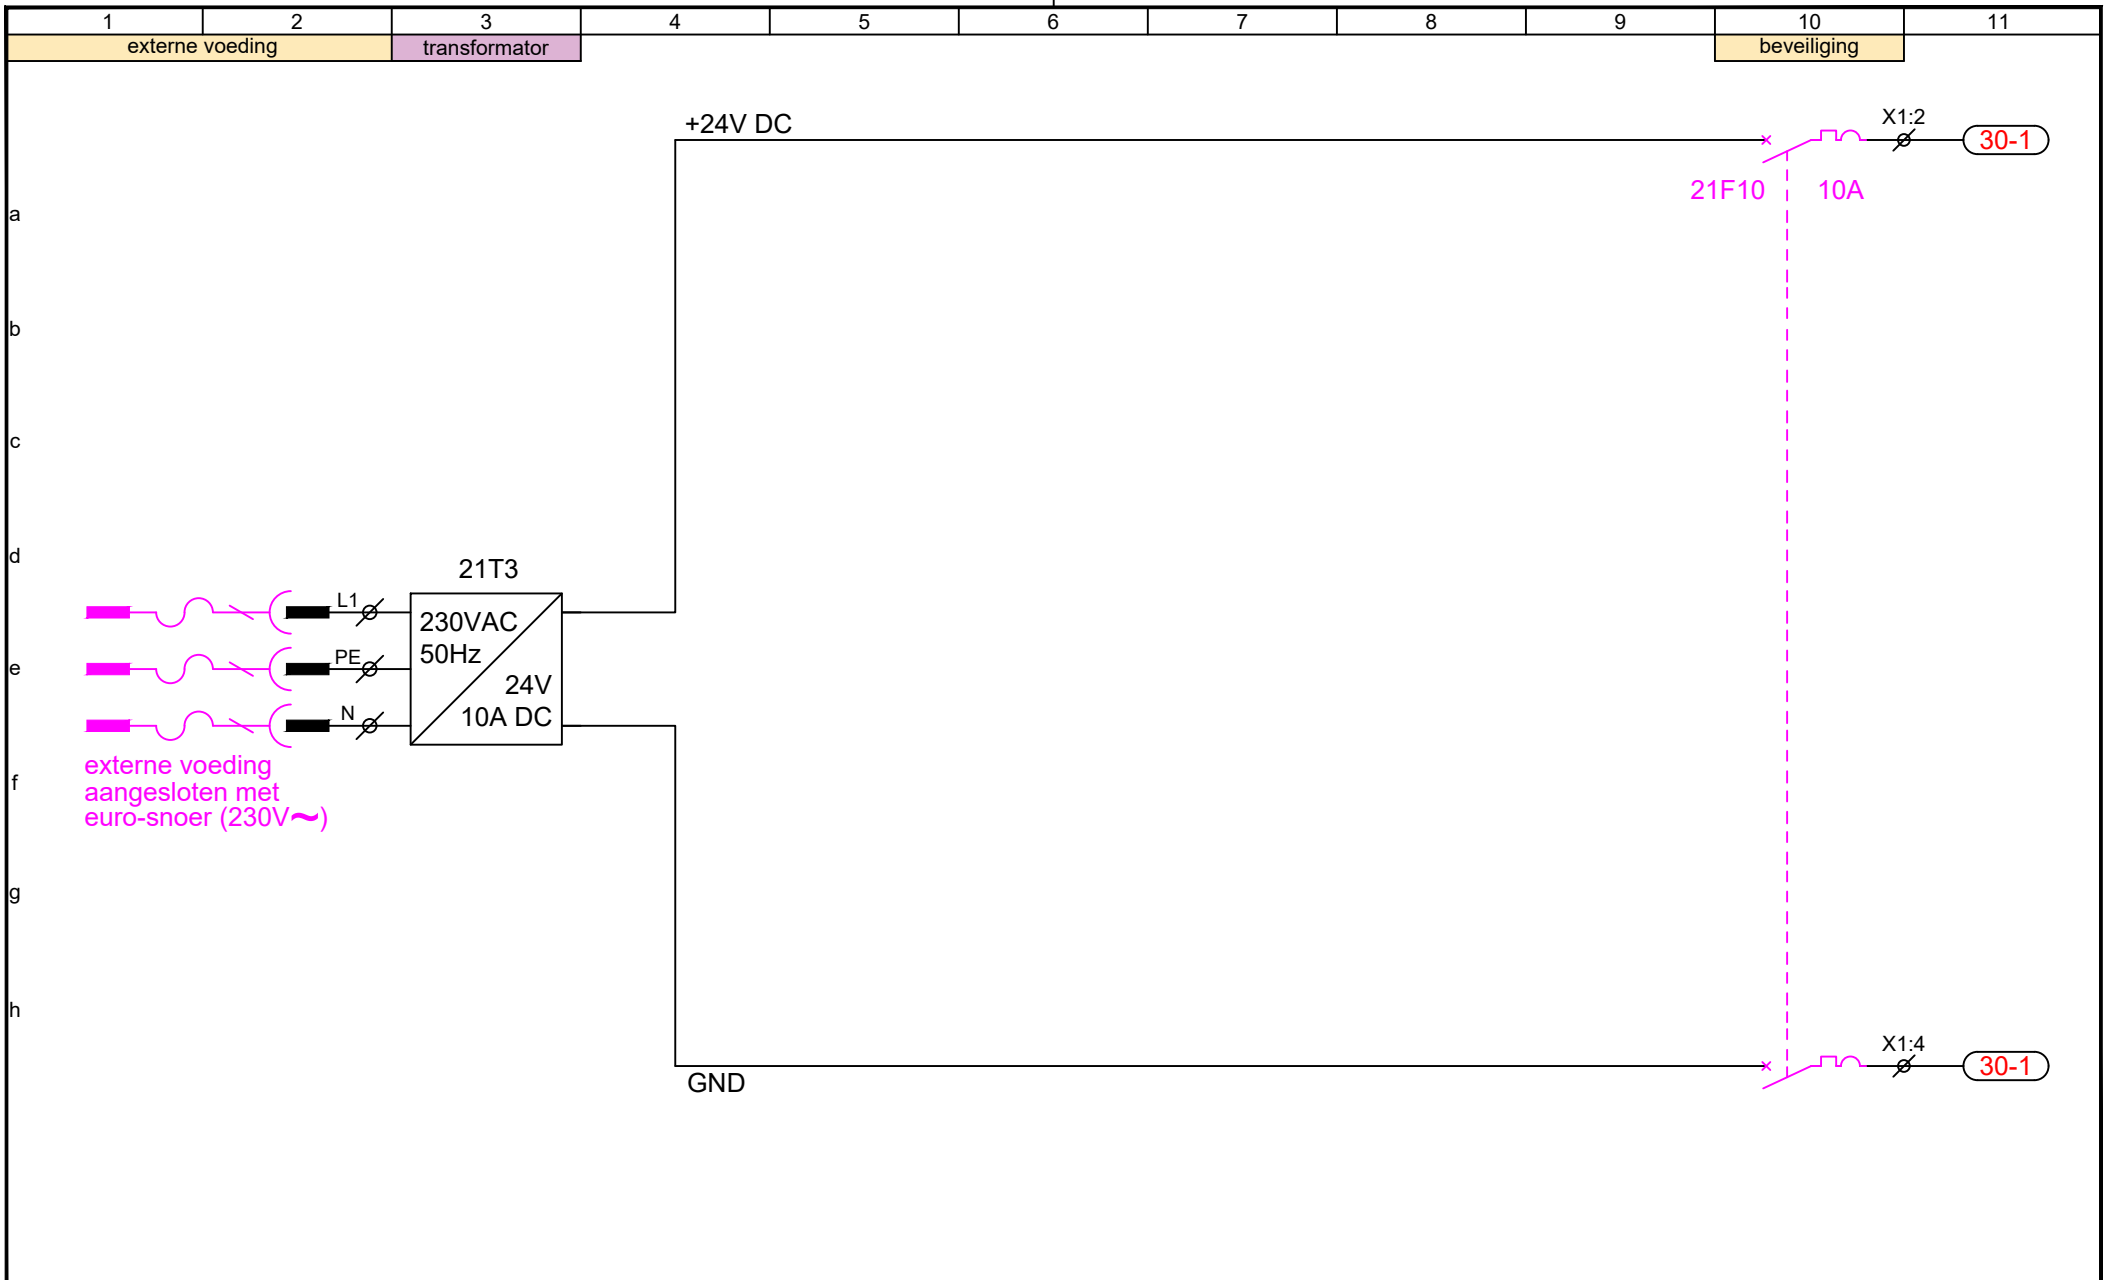 1 2 3 4 5 6 7 8 9 10 11
externe voeding transformator beveiliging
+24V DC
X1:2
30-1
21F10 10A
a
b
c
d
e
f
g
h
21T3
L1
PE
N
230VAC
50Hz
24V
10A DC
externe voeding
aangesloten met
euro-snoer (230V~)
X1:4
30-1
GND